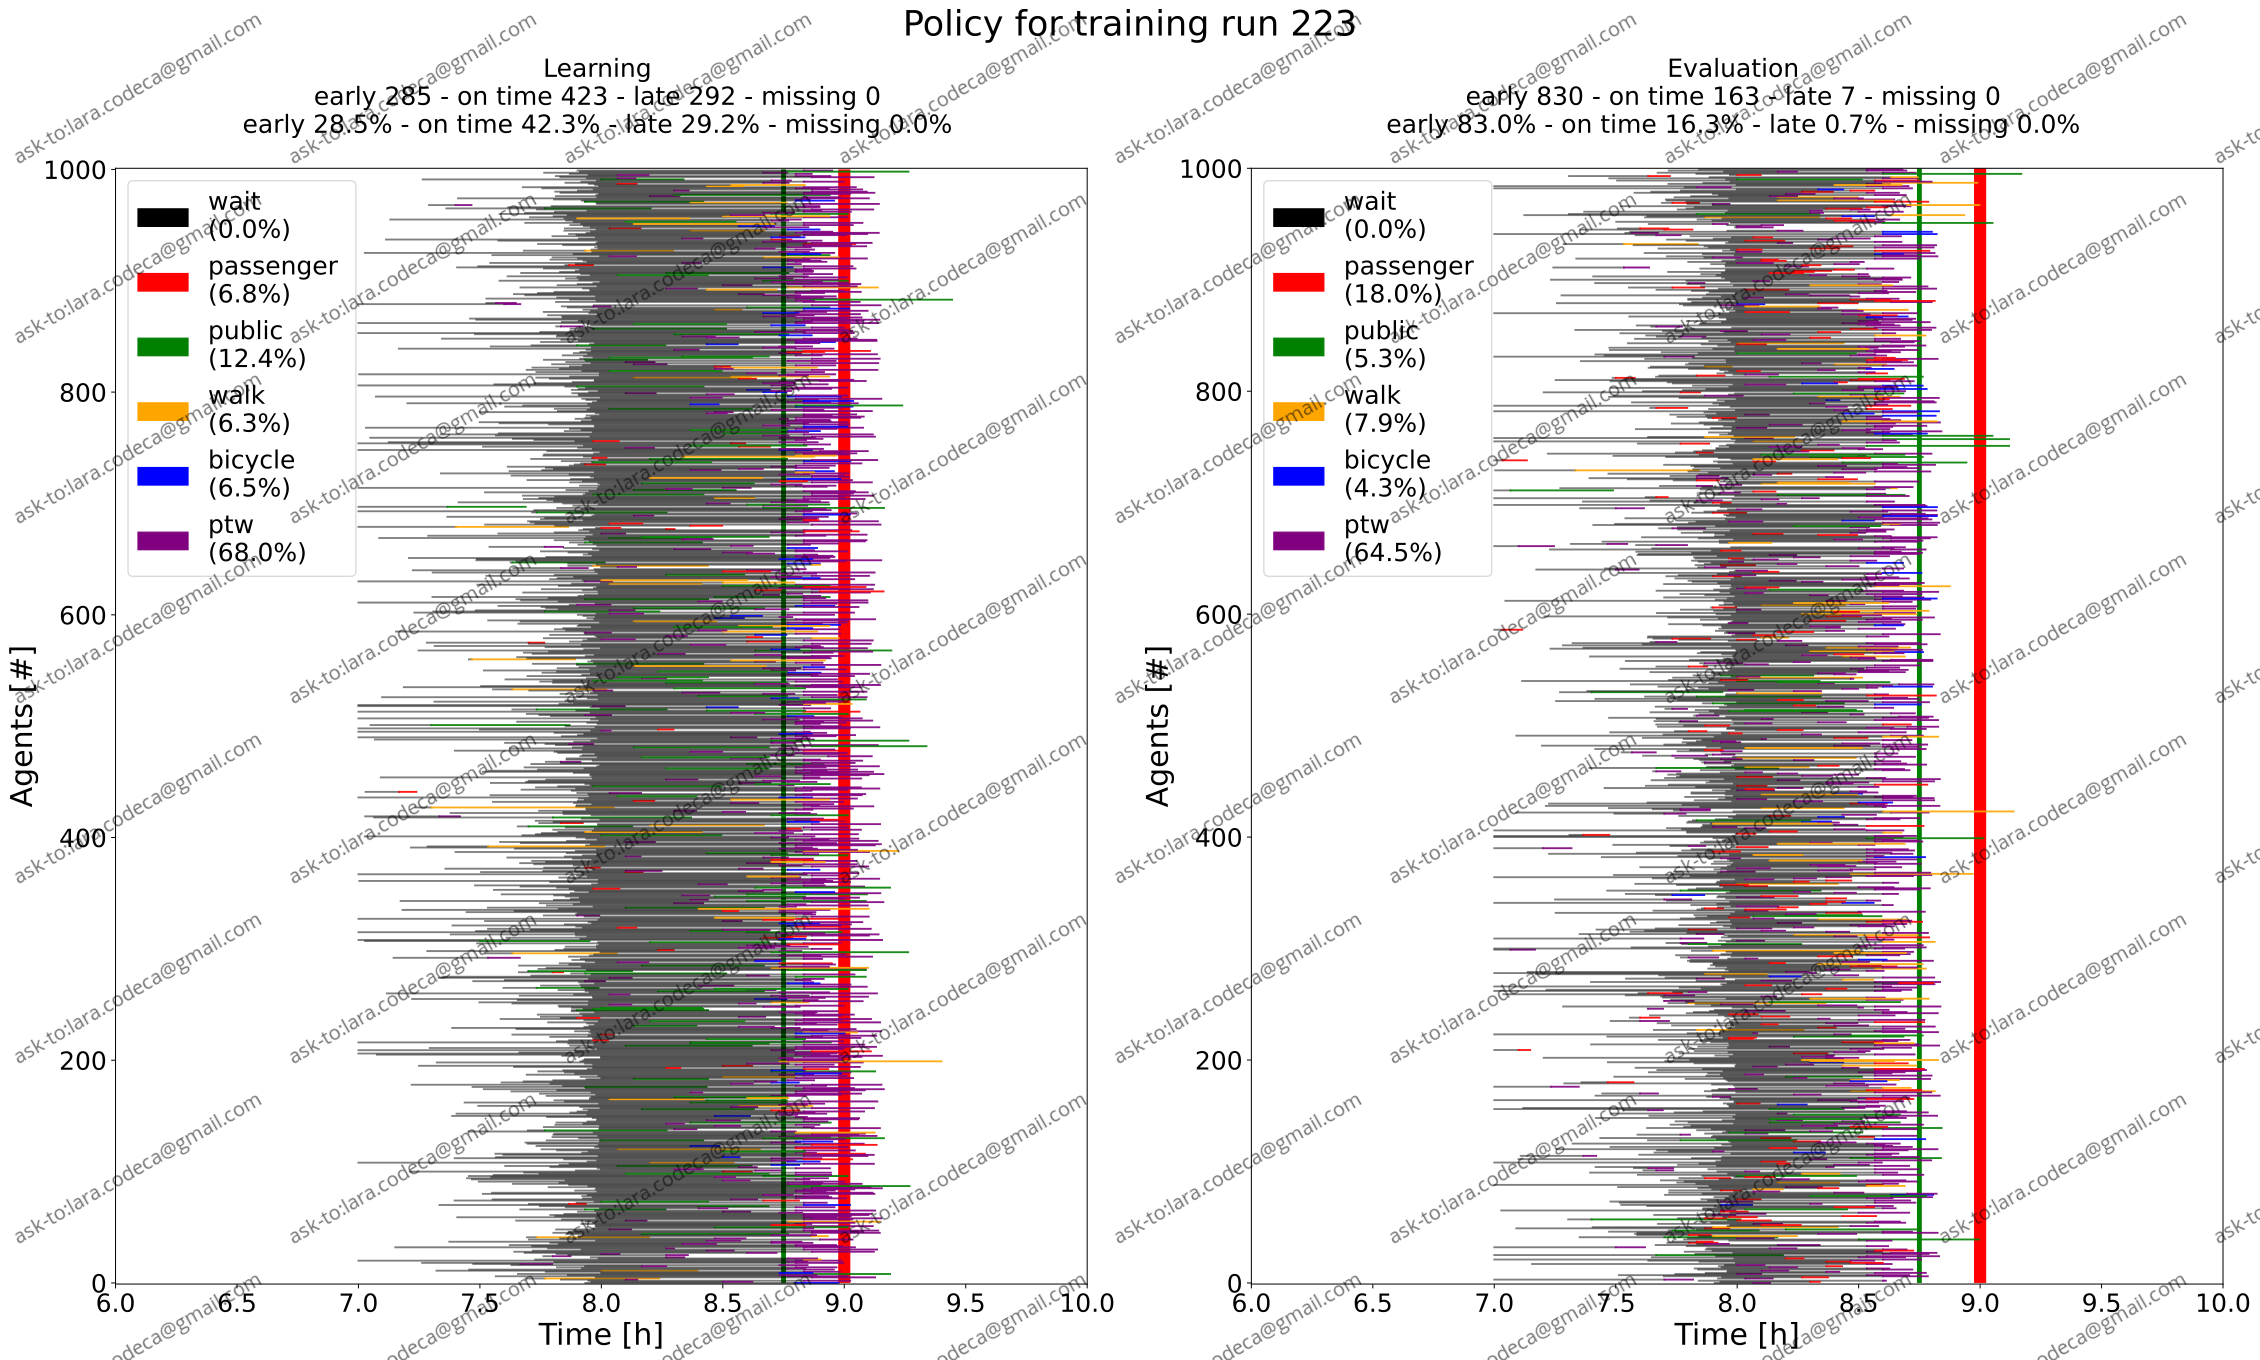 Policy for training run 223
Learning
early 285 - on time 423 - late 292 - missing 0
early 28.5% - on time 42.3% - late 29.2% - missing 0.0%
1000
800
600
400
200
0
Agents [#]
wait
(0.0%)
passenger
(6.8%)
public
(12.4%)
walk
(6.3%)
bicycle
(6.5%)
ptw
(68.0%)
6.0 6.5 7.0 7.5 8.0 8.5 9.0 9.5 10.0
Time [h]
Evaluation
early 830 - on time 163 - late 7 - missing 0
early 83.0% - on time 16.3% - late 0.7% - missing 0.0%
1000
800
600
400
200
0
Agents [#]
wait
(0.0%)
passenger
(18.0%)
public
(5.3%)
walk
(7.9%)
bicycle
(4.3%)
ptw
(64.5%)
6.0 6.5 7.0 7.5 8.0 8.5 9.0 9.5 10.0
Time [h]
ask-to:lara.codeca@gmail.com